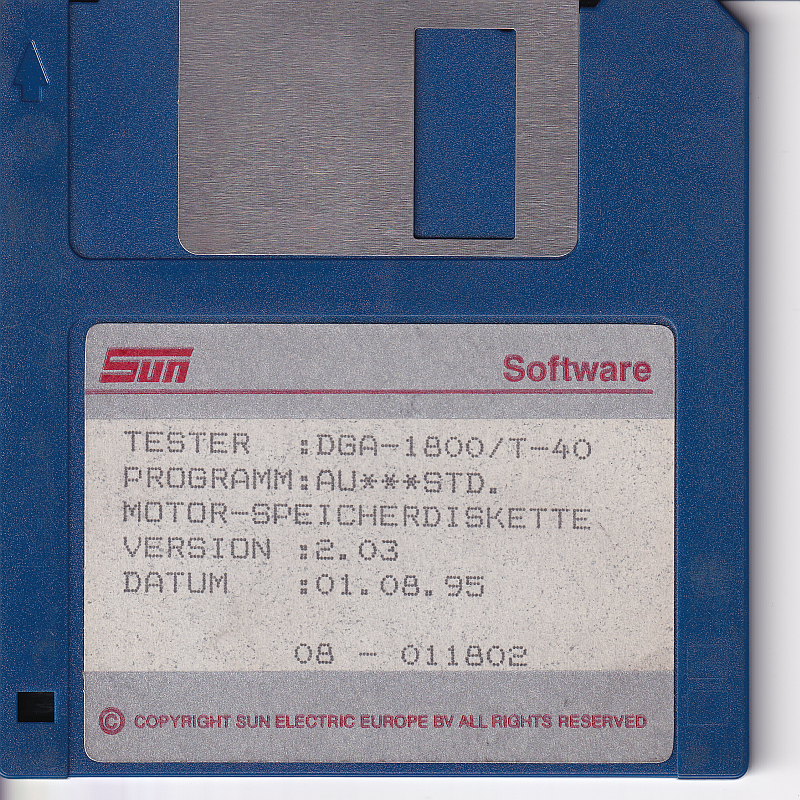 Sun Software
TESTER :DGA-1800/T-40
PROGRAMM:AU***STD.
MOTOR-SPEICHERDISKETTE
VERSION :2.03
DATUM :01.08.95
08 - 011802
© COPYRIGHT SUN ELECTRIC EUROPE BV ALL RIGHTS RESERVED